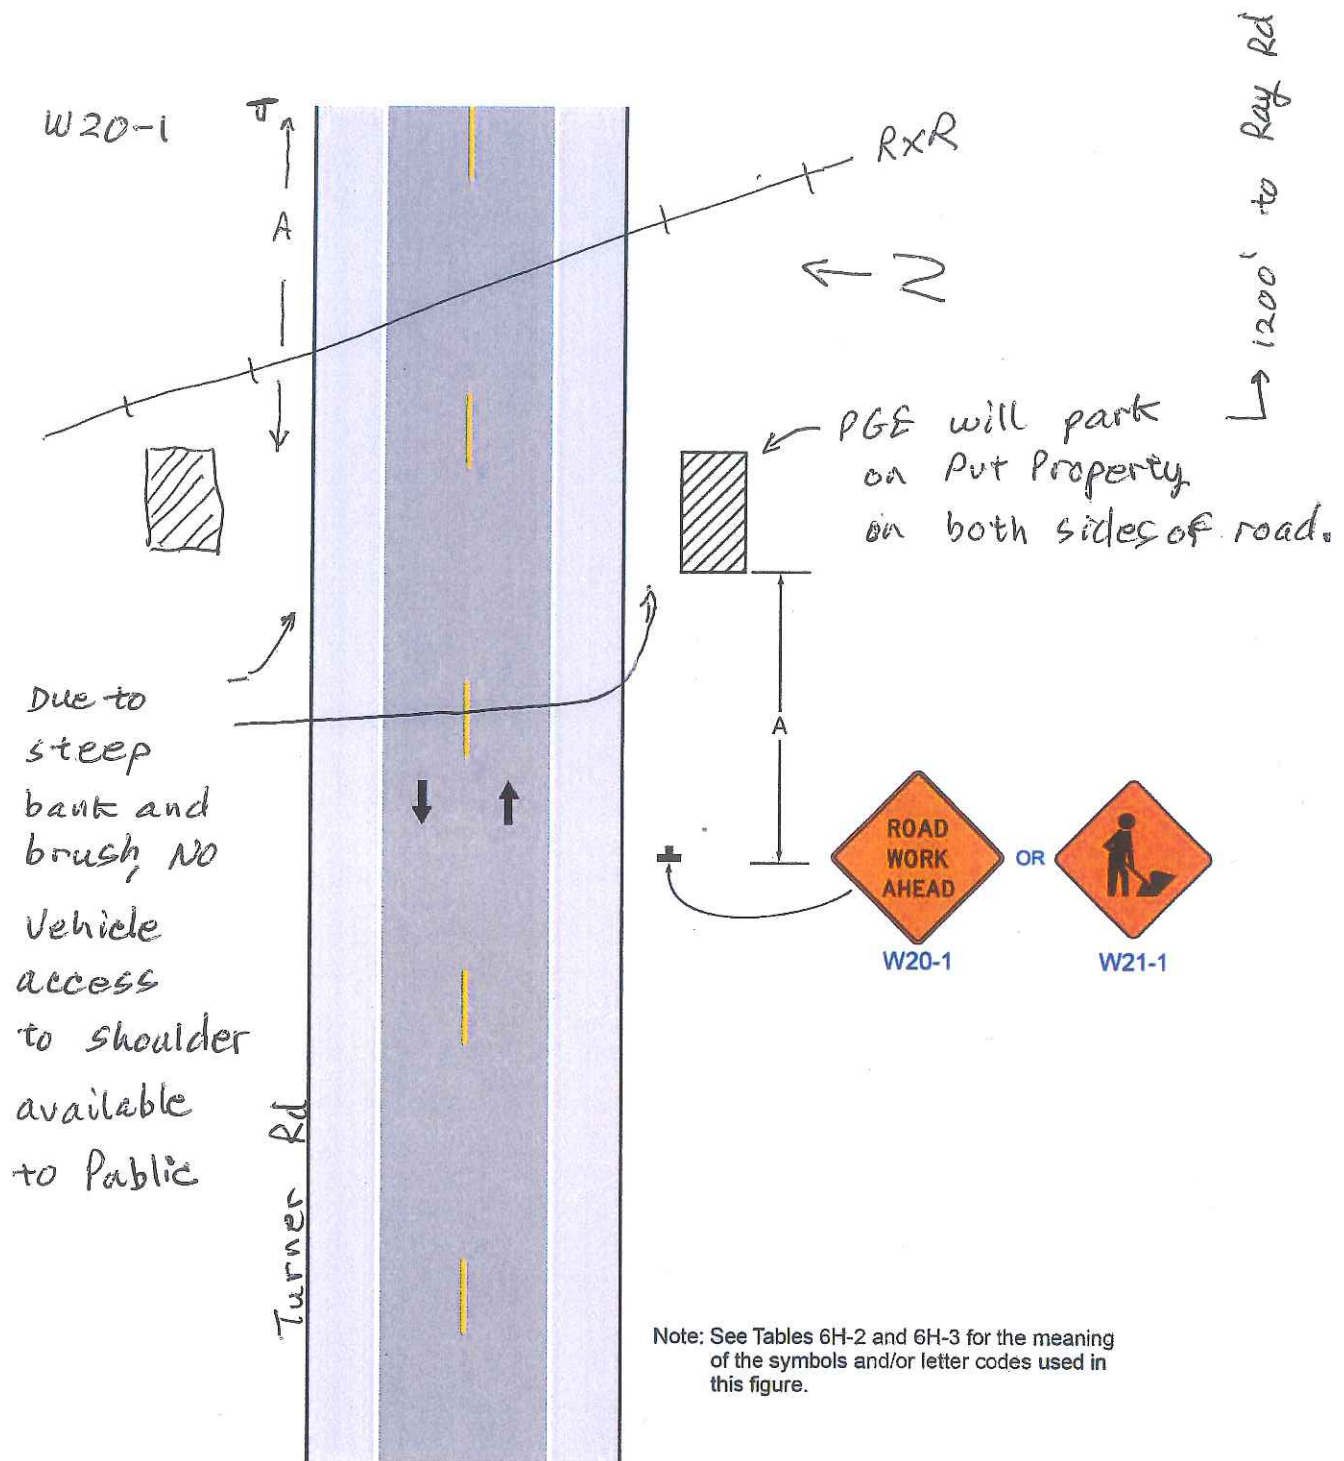 W20-1
A
RxR
← Z
1200' to Ray Rd
PGE will park
on Pvt Property
on both sides of road.
Due to
steep
bank and
brush, NO
Vehicle
access
to shoulder
available
to Public
A
ROAD
WORK
AHEAD
OR
W20-1
W21-1
Turner Rd
Note: See Tables 6H-2 and 6H-3 for the meaning
of the symbols and/or letter codes used in
this figure.